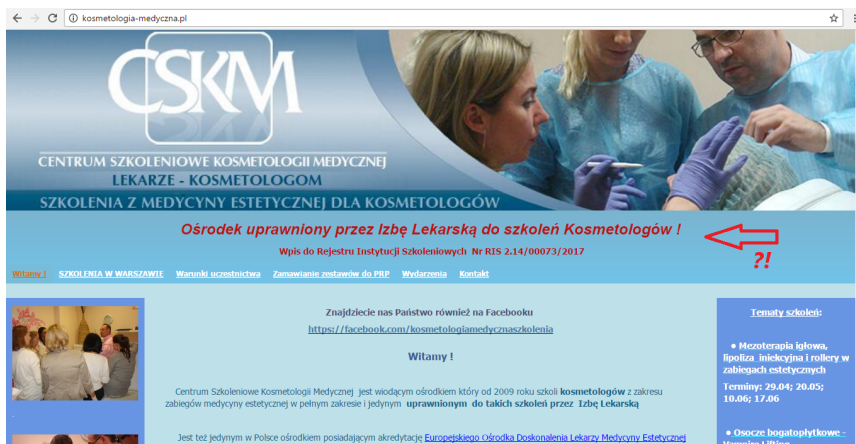 kosmetologia-medyczna.pl
CSKM
CENTRUM SZKOLENIOWE KOSMETOLOGII MEDYCZNEJ
LEKARZE - KOSMETOLOGOM
SZKOLENIA Z MEDYCYNY ESTETYCZNEJ DLA KOSMETOLOGÓW
Ośrodek uprawniony przez Izbę Lekarską do szkoleń Kosmetologów !
Wpis do Rejestru Instytucji Szkoleniowych Nr RIS 2.14/00073/2017
?!
Witamy ! SZKOLENIA W WARSZAWIE Warunki uczestnictwa Zamawianie zestawów do PRP Wydarzenia Kontakt
Znajdziecie nas Państwo również na Facebooku
https://facebook.com/kosmetologiamedycznaszkolenia
Witamy !
Centrum Szkoleniowe Kosmetologii Medycznej jest wiodącym ośrodkiem który od 2009 roku szkoli kosmetologów z zakresu
zabiegów medycyny estetycznej w pełnym zakresie i jedynym uprawnionym do takich szkoleń przez Izbę Lekarską
Jest też jedynym w Polsce ośrodkiem posiadającym akredytację Europejskiego Ośrodka Doskonalenia Lekarzy Medycyny Estetycznej
Tematy szkoleń:
● Mezoterapia igłowa,
lipoliza iniekcyjna i rollery w
zabiegach estetycznych
Terminy: 29.04; 20.05;
10.06; 17.06
● Osocze bogatopłytkowe -
Vampire Lifting